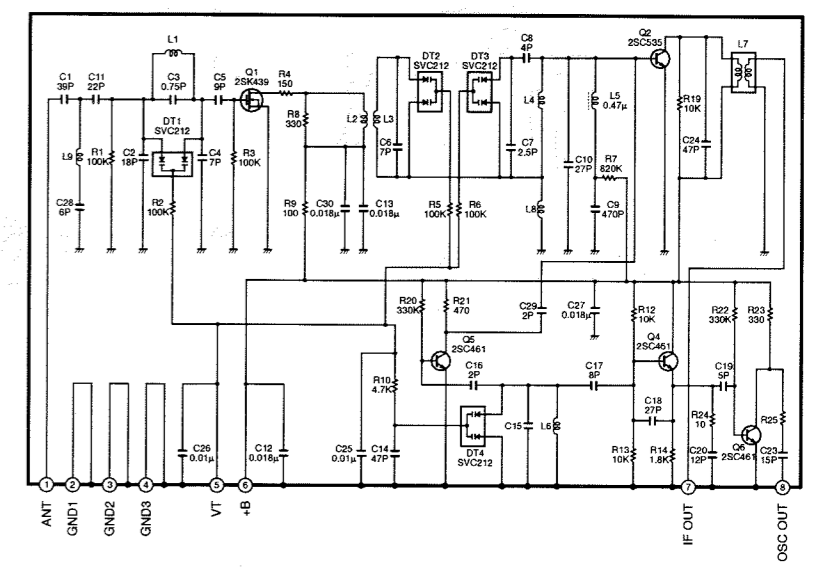 L1
C1
39P
C11
22P
C3
0.75P
C5
9P
Q1
2SK439
R4
150
DT2
SVC212
DT3
SVC212
C8
4P
Q2
2SC535
L7
DT1
SVC212
R8
330
L2
L3
L4
L5
0.47μ
R19
10K
L9
R1
100K
C2
18P
C4
7P
R3
100K
C6
7P
C7
2.5P
C10
27P
R7
820K
C24
47P
C28
6P
R2
100K
R9
100
C30
0.018μ
C13
0.018μ
R5
100K
R6
100K
L8
C9
470P
R20
330K
R21
470
C29
2P
C27
0.018μ
R12
10K
R22
330K
R23
330
Q5
2SC461
Q4
2SC461
C16
2P
C17
8P
C19
5P
R10
4.7K
C18
27P
R24
10
R25
C26
0.01μ
C12
0.018μ
C25
0.01μ
C14
47P
DT4
SVC212
C15
L6
R13
10K
R14
1.8K
C20
12P
Q6
2SC461
C23
15P
1
2
3
4
5
6
7
8
ANT
GND1
GND2
GND3
VT
+B
IF OUT
OSC OUT